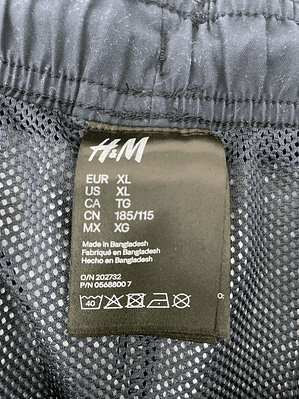 H&M
EUR XL
US XL
CA TG
CN 185/115
MX XG
Made in Bangladesh
Fabriqué en Bangladesh
Hecho en Bangladesh
O/N 202732
P/N 0568800 7
40